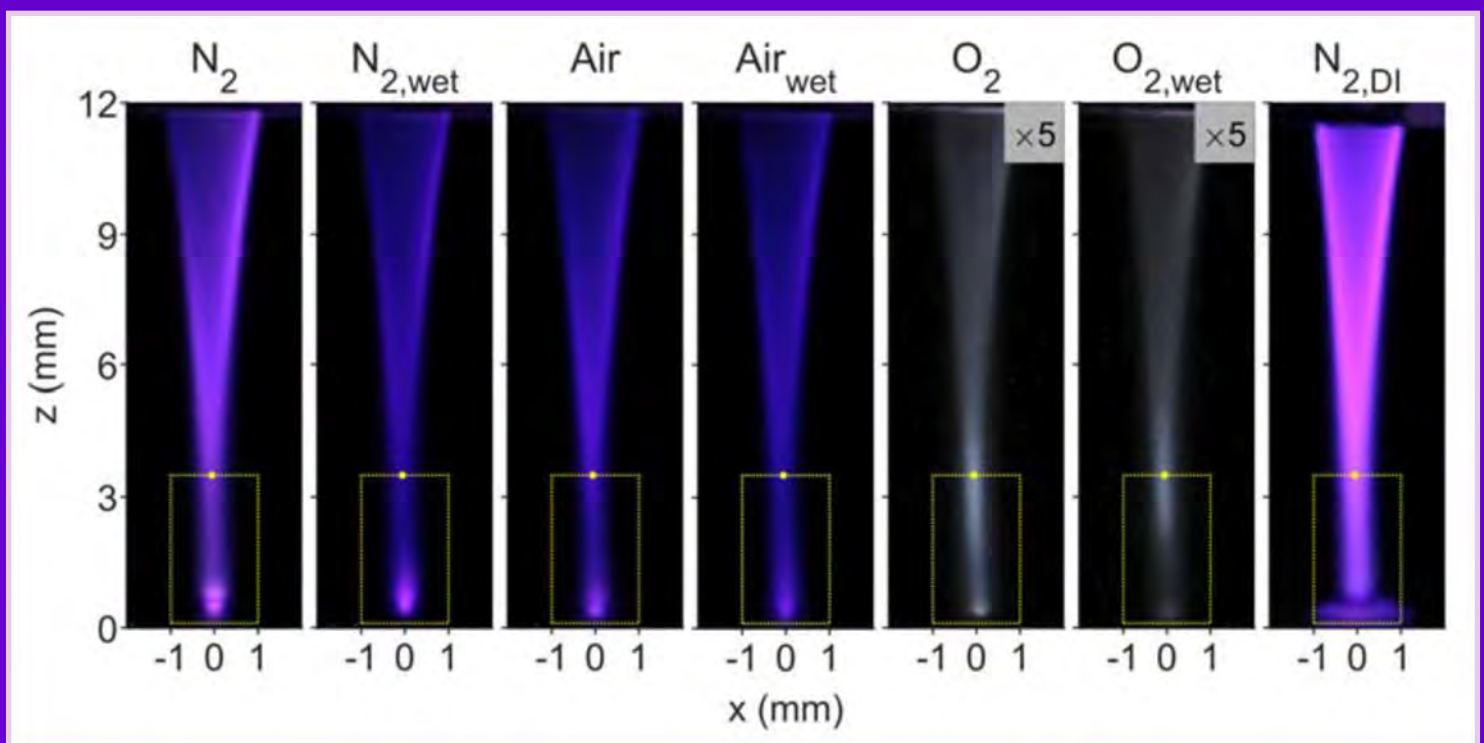 N2 N2,wet Air Airwet O2 O2,wet N2,DI
12
×5 ×5
9
6
3
0
z (mm)
-1 0 1 -1 0 1 -1 0 1 -1 0 1 -1 0 1 -1 0 1 -1 0 1
x (mm)